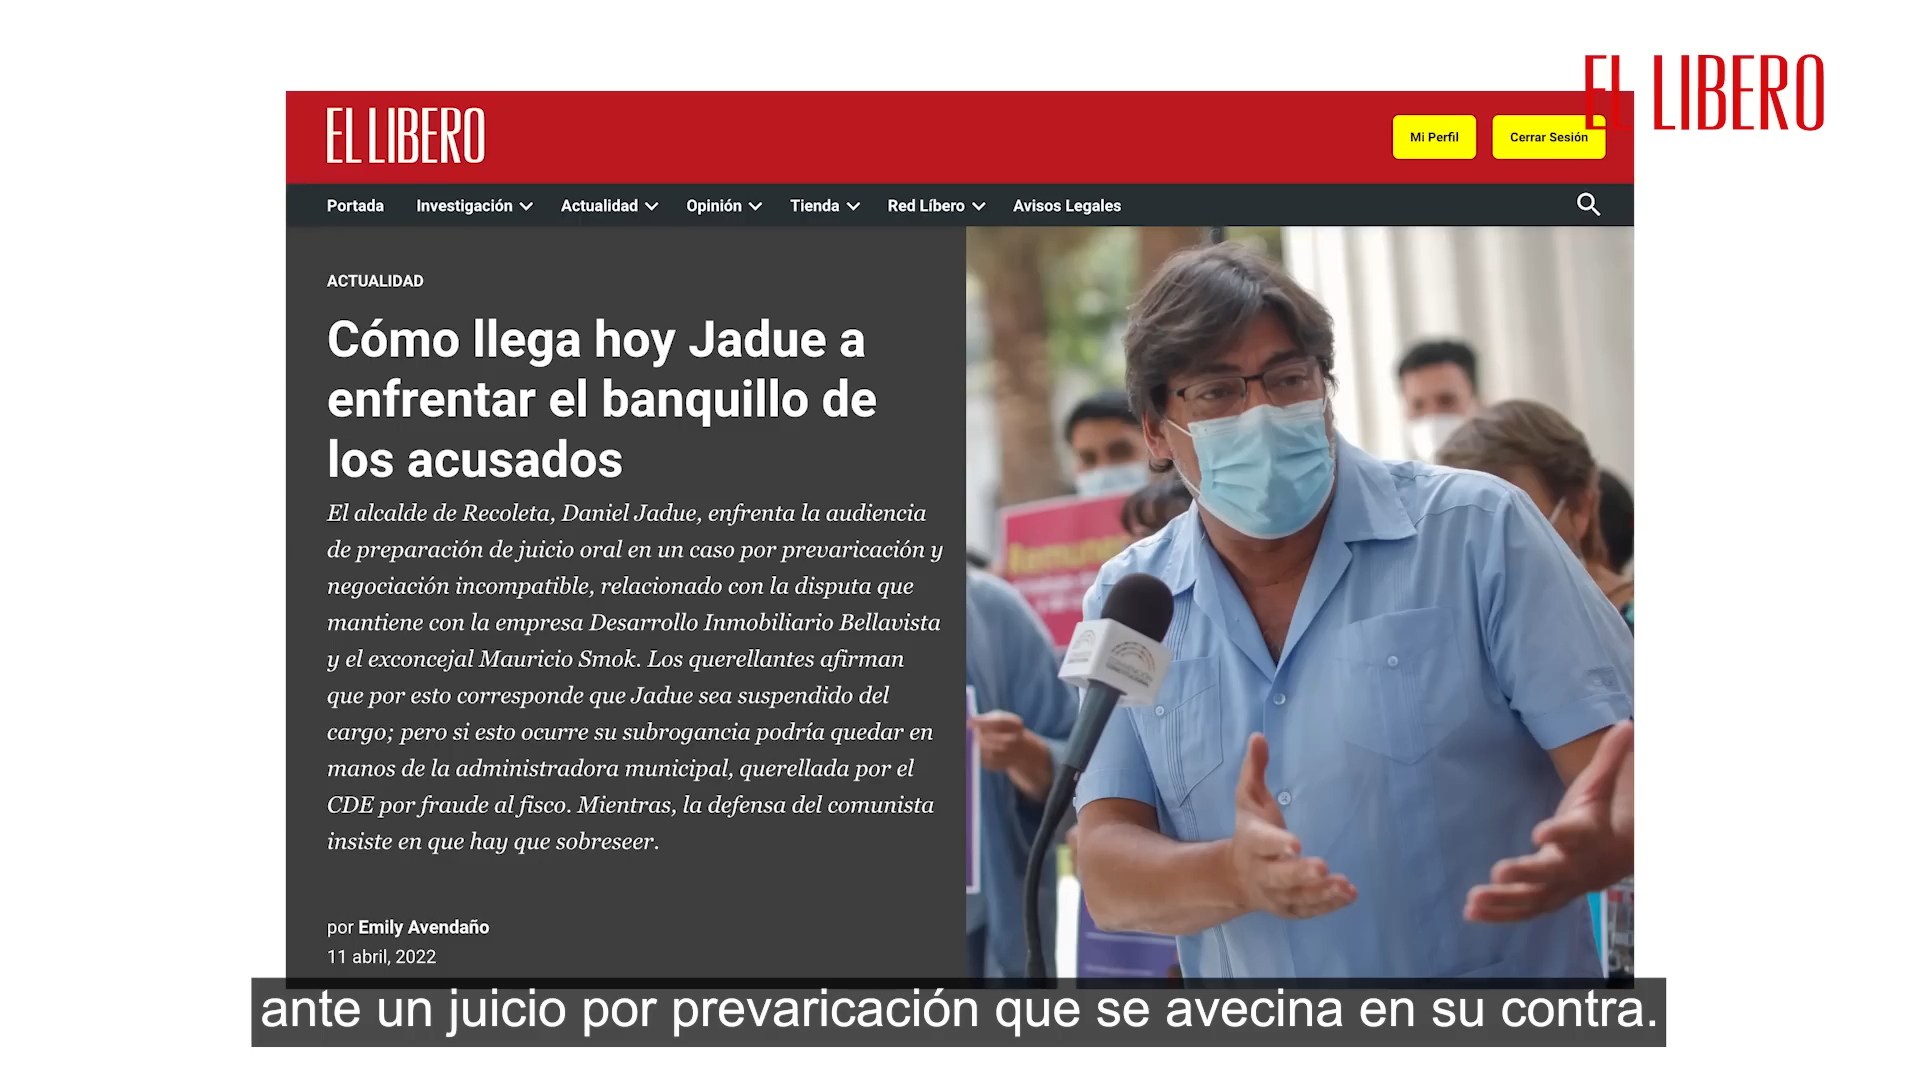 EL LIBERO
EL LIBERO
Mi Perfil
Cerrar Sesión
Portada
Investigación
Actualidad
Opinión
Tienda
Red Líbero
Avisos Legales
ACTUALIDAD
Cómo llega hoy Jadue a
enfrentar el banquillo de
los acusados
El alcalde de Recoleta, Daniel Jadue, enfrenta la audiencia
de preparación de juicio oral en un caso por prevaricación y
negociación incompatible, relacionado con la disputa que
mantiene con la empresa Desarrollo Inmobiliario Bellavista
y el exconcejal Mauricio Smok. Los querellantes afirman
que por esto corresponde que Jadue sea suspendido del
cargo; pero si esto ocurre su subrogancia podría quedar en
manos de la administradora municipal, querellada por el
CDE por fraude al fisco. Mientras, la defensa del comunista
insiste en que hay que sobreseer.
por Emily Avendaño
11 abril, 2022
ante un juicio por prevaricación que se avecina en su contra.